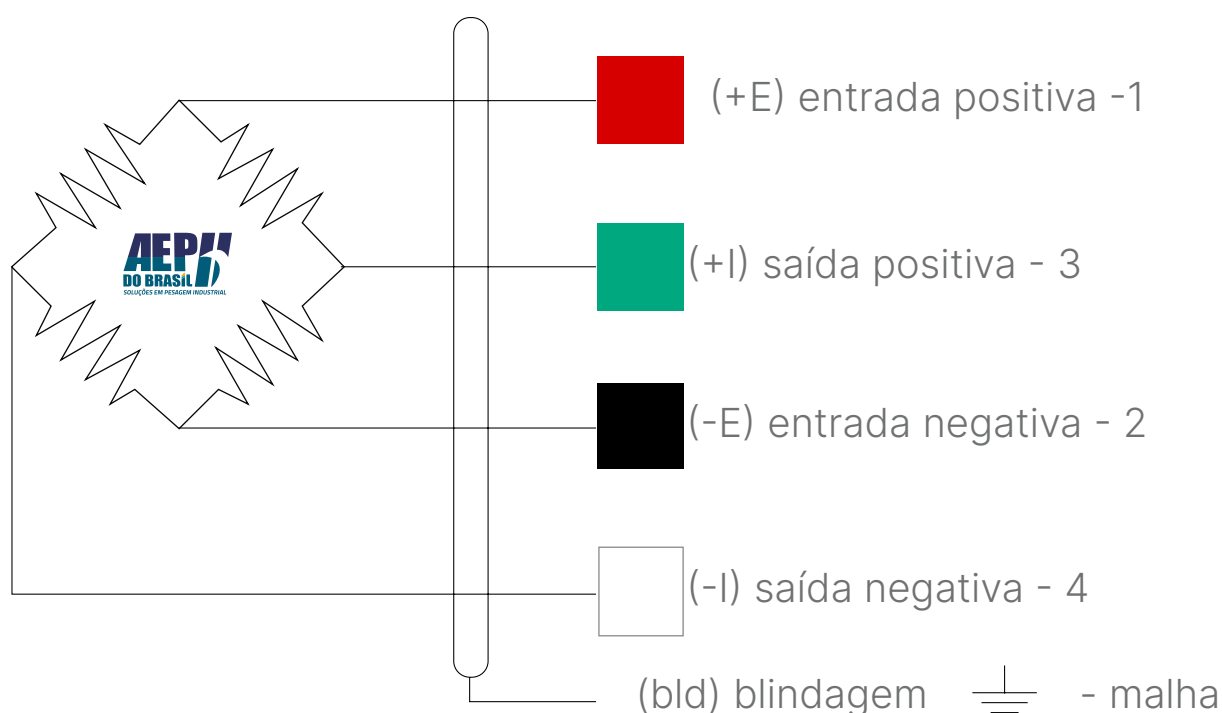 (+E) entrada positiva -1
AEPH
DO BRASIL
SOLUÇÕES EM PESAGEM INDUSTRIAL
(+I) saída positiva - 3
(-E) entrada negativa - 2
(-I) saída negativa - 4
(bld) blindagem - malha